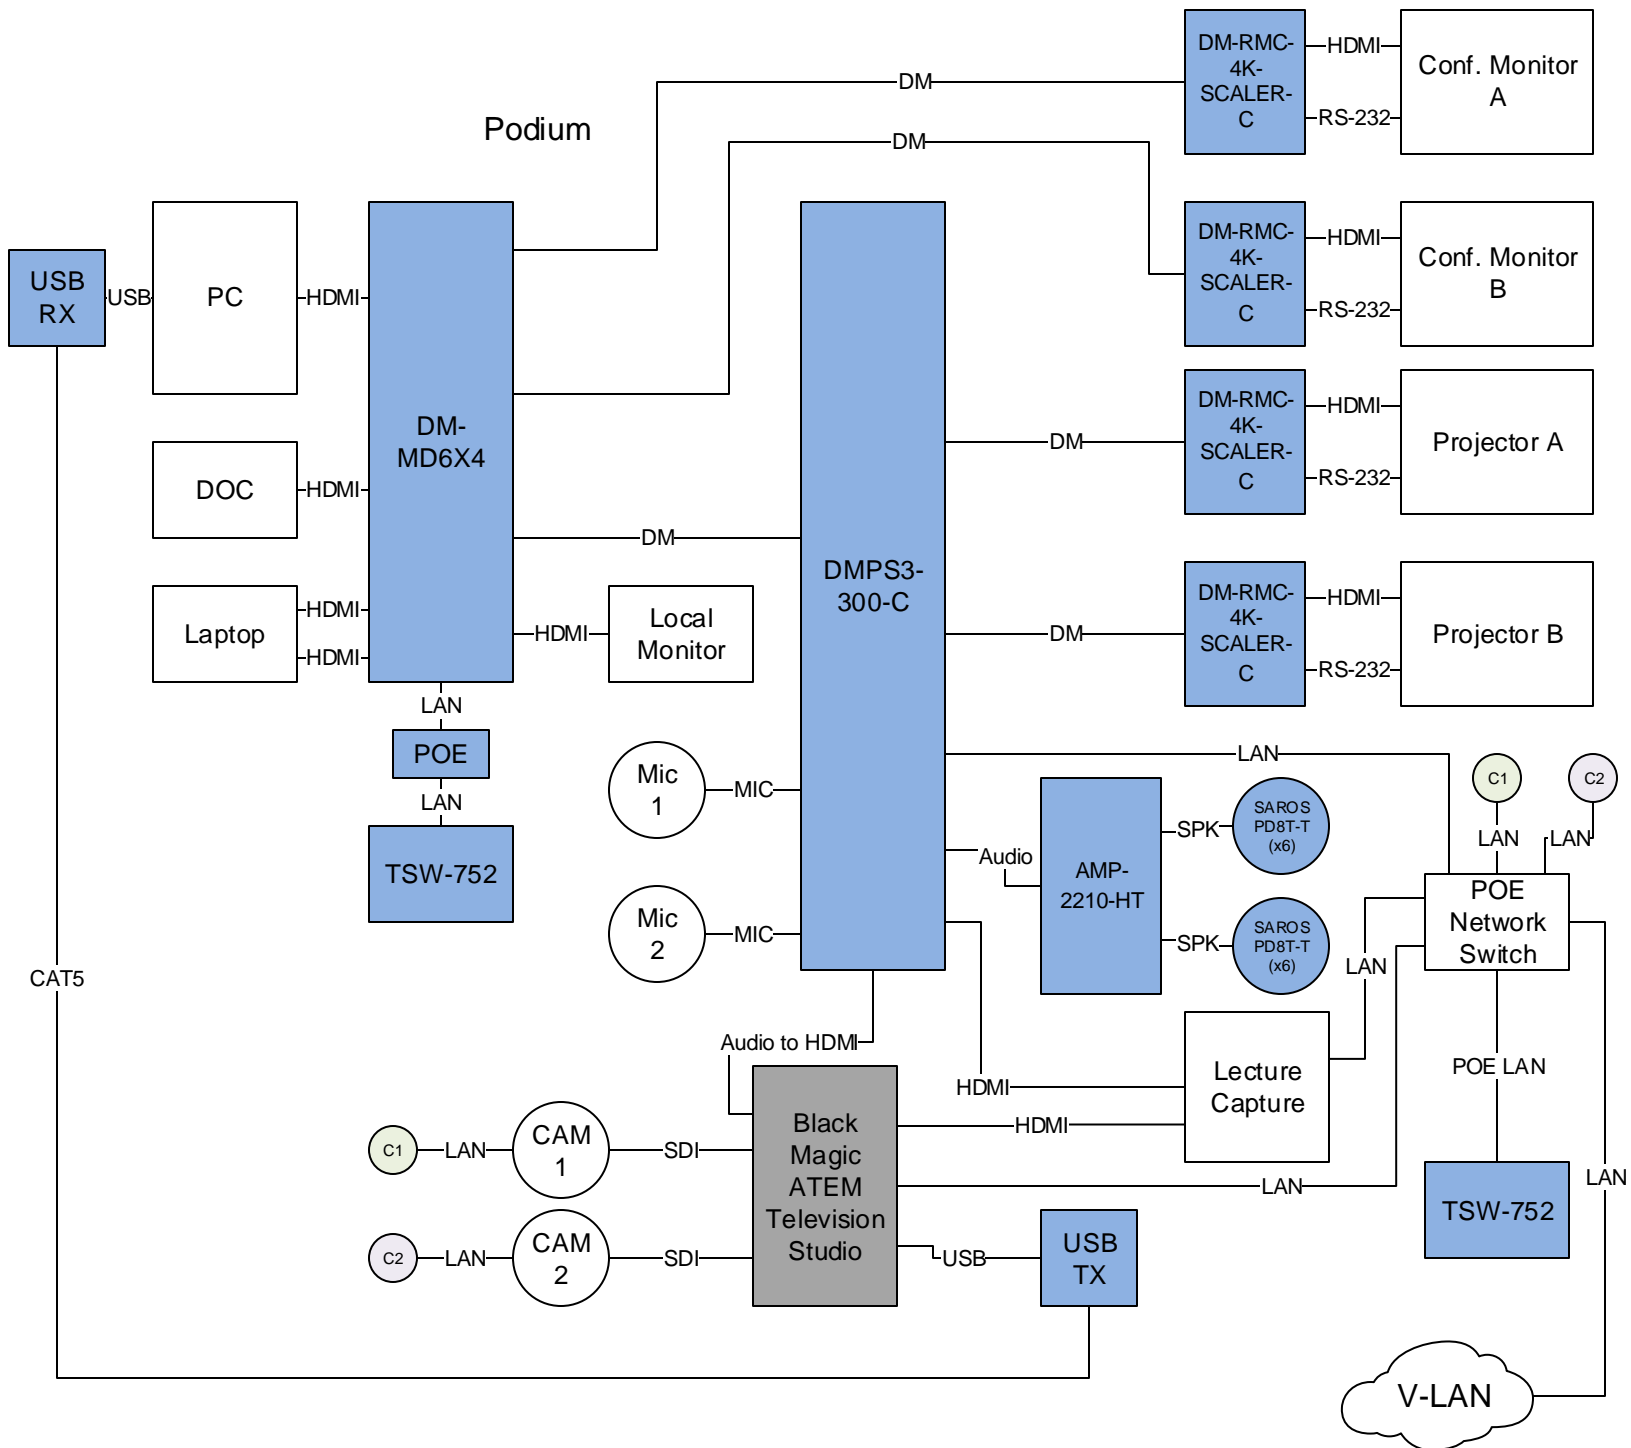 DM
DM-RMC-
4K-
SCALER-
C
HDMI
RS-232
Conf. Monitor
A
Podium
DM
DM-RMC-
4K-
SCALER-
C
HDMI
RS-232
Conf. Monitor
B
USB
RX
USB
PC
HDMI
DM-
MD6X4
DOC
HDMI
Laptop
HDMI
HDMI
DM
HDMI
Local
Monitor
DMPS3-
300-C
DM
DM-RMC-
4K-
SCALER-
C
HDMI
RS-232
Projector A
DM
DM-RMC-
4K-
SCALER-
C
HDMI
RS-232
Projector B
LAN
POE
LAN
TSW-752
Mic
1
MIC
Mic
2
MIC
LAN
Audio
AMP-
2210-HT
SPK
SAROS
PD8T-T
(x6)
SPK
SAROS
PD8T-T
(x6)
C1
C2
LAN
LAN
POE
Network
Switch
LAN
CAT5
Audio to HDMI
HDMI
Lecture
Capture
POE LAN
HDMI
Black
Magic
ATEM
Television
Studio
C1
LAN
CAM
1
SDI
C2
LAN
CAM
2
SDI
LAN
USB
USB
TX
TSW-752
LAN
V-LAN